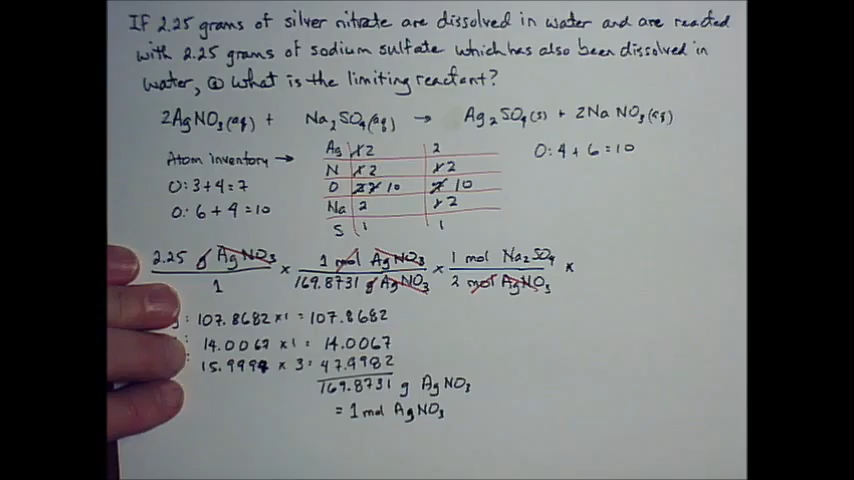 If 2.25 grams of silver nitrate are dissolved in water and are reacted
with 2.25 grams of sodium sulfate which has also been dissolved in
water, ⓐ What is the limiting reactant?
2AgNO₃(aq) + Na₂SO₄(aq) → Ag₂SO₄(s) + 2NaNO₃(aq)
Atom inventory →
Ag 1 2 | 2
O: 4 + 6 = 10
N 1 2 | 1 2
O: 3+4=7
O 7 10 | 7 10
O: 6+4=10
Na 2 | 1 2
S 1 | 1
2.25 g AgNO₃ / 1 × 1 mol AgNO₃ / 169.8731 g AgNO₃ × 1 mol Na₂SO₄ / 2 mol AgNO₃ ×
g: 107.8682 × 1 = 107.8682
: 14.0067 × 1 = 14.0067
: 15.9994 × 3 = 47.9982
169.8731 g AgNO₃
= 1 mol AgNO₃